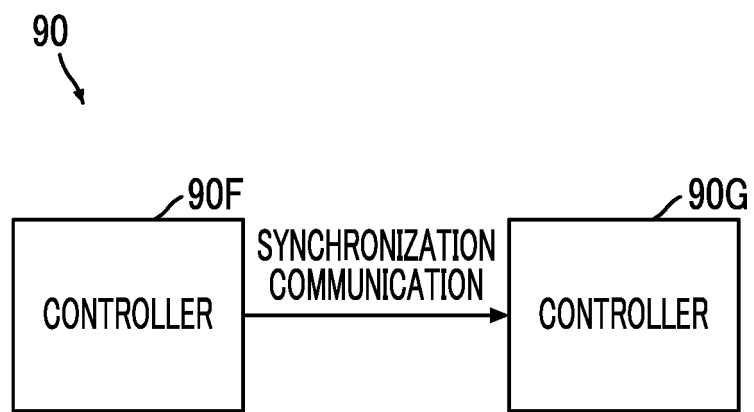 90
90F
90G
SYNCHRONIZATION
COMMUNICATION
CONTROLLER
CONTROLLER